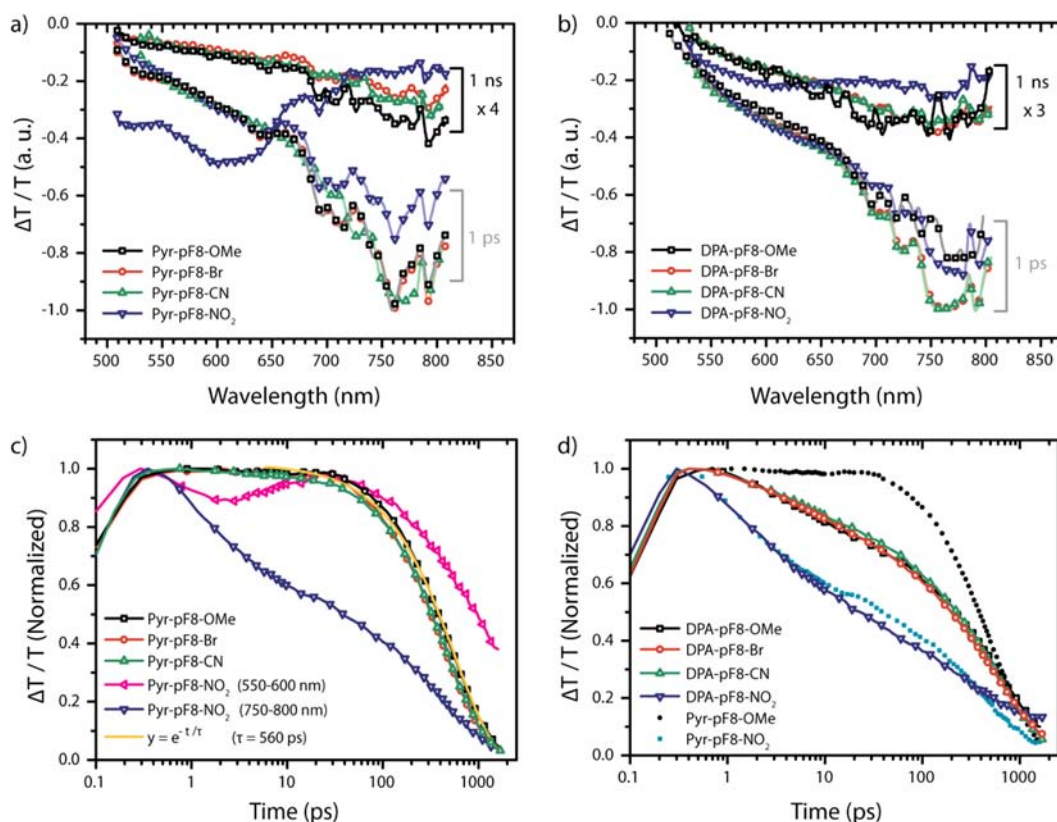 a)
0.0
-0.2
-0.4
-0.6
-0.8
-1.0
ΔT / T (a. u.)
1 ns
x 4
1 ps
Pyr-pF8-OMe
Pyr-pF8-Br
Pyr-pF8-CN
Pyr-pF8-NO₂
500 550 600 650 700 750 800 850
Wavelength (nm)
b)
0.0
-0.2
-0.4
-0.6
-0.8
-1.0
ΔT / T (a. u.)
1 ns
x 3
1 ps
DPA-pF8-OMe
DPA-pF8-Br
DPA-pF8-CN
DPA-pF8-NO₂
500 550 600 650 700 750 800 850
Wavelength (nm)
c)
1.0
0.8
0.6
0.4
0.2
0.0
ΔT / T (Normalized)
Pyr-pF8-OMe
Pyr-pF8-Br
Pyr-pF8-CN
Pyr-pF8-NO₂ (550-600 nm)
Pyr-pF8-NO₂ (750-800 nm)
y = e⁻ᵗ/τ (τ = 560 ps)
0.1 1 10 100 1000
Time (ps)
d)
1.0
0.8
0.6
0.4
0.2
0.0
ΔT / T (Normalized)
DPA-pF8-OMe
DPA-pF8-Br
DPA-pF8-CN
DPA-pF8-NO₂
Pyr-pF8-OMe
Pyr-pF8-NO₂
0.1 1 10 100 1000
Time (ps)